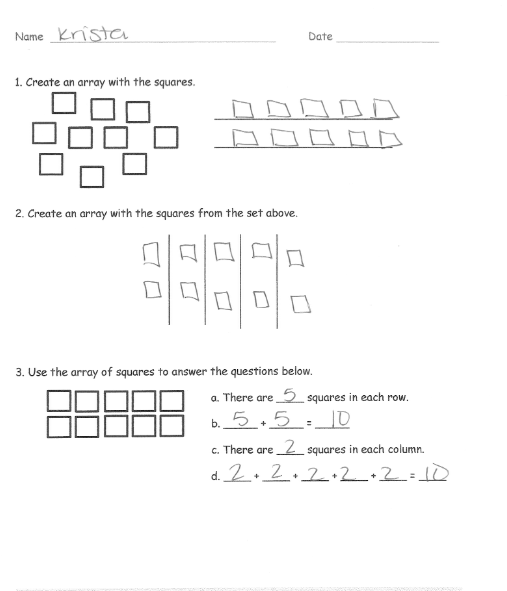 Name Krista Date
1. Create an array with the squares.
2. Create an array with the squares from the set above.
3. Use the array of squares to answer the questions below.
a. There are 5 squares in each row.
b. 5 + 5 = 10
c. There are 2 squares in each column.
d. 2 + 2 + 2 + 2 + 2 = 10